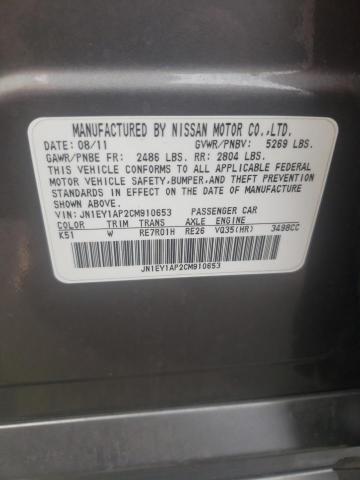 MANUFACTURED BY NISSAN MOTOR CO.,LTD.
DATE: 08/11 GVWR/PNBV: 5269 LBS.
GAWR/PNBE FR: 2486 LBS. RR: 2804 LBS.
THIS VEHICLE CONFORMS TO ALL APPLICABLE FEDERAL
MOTOR VEHICLE SAFETY, BUMPER, AND THEFT PREVENTION
STANDARDS IN EFFECT ON THE DATE OF MANUFACTURE
SHOWN ABOVE.
VIN: JN1EY1AP2CM910653 PASSENGER CAR
COLOR TRIM TRANS AXLE ENGINE
K51 W RE7R01H RE26 VQ35(HR) 3498CC
JN1EY1AP2CM910653